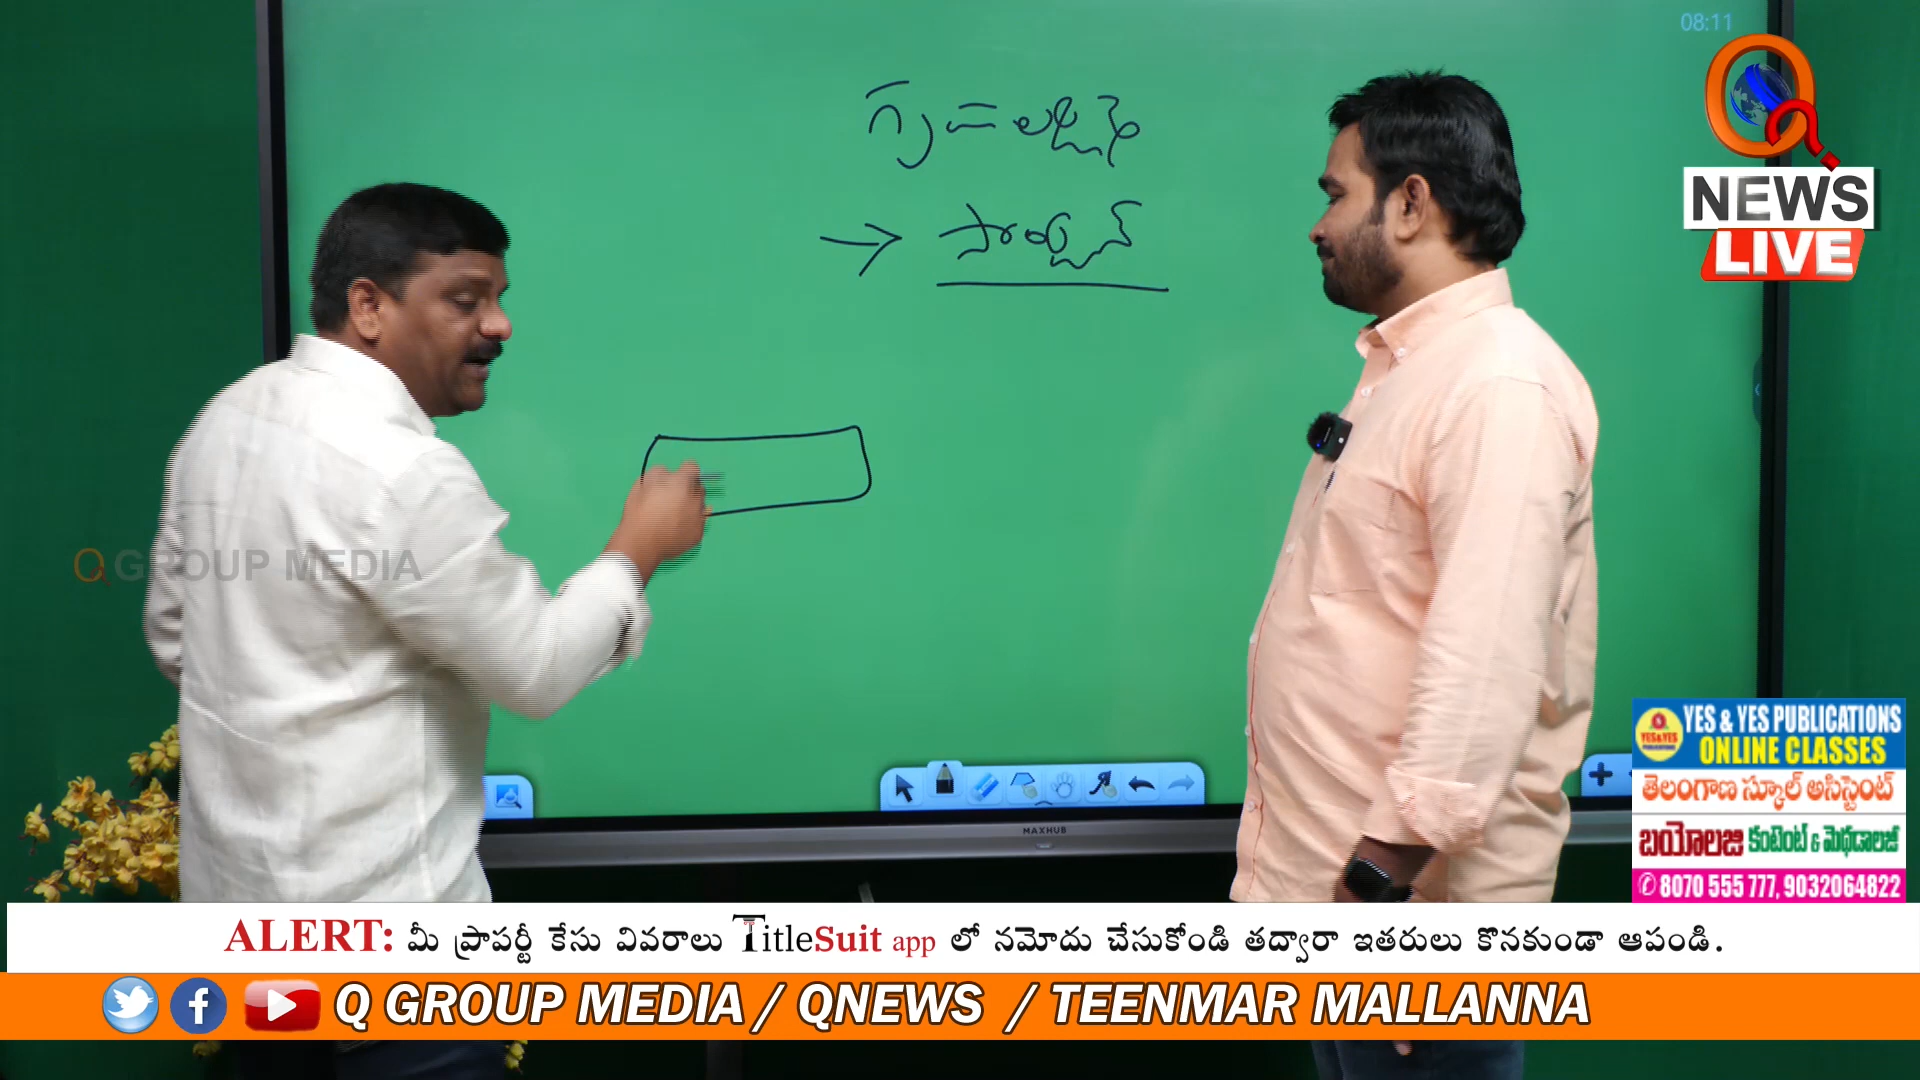 08:11
NEWS
LIVE
Q GROUP MEDIA
MAXHUB
YES & YES PUBLICATIONS
ONLINE CLASSES
తెలంగాణ స్కూల్ అసిస్టెంట్
బయోలజి కంటెంట్ & మెథడాలజీ
8070 555 777, 9032064822
ALERT: మీ ప్రాపర్టీ కేసు వివరాలు TitleSuit app లో నమోదు చేసుకోండి తద్వారా ఇతరులు కొనకుండా ఆపండి.
Q GROUP MEDIA / QNEWS / TEENMAR MALLANNA